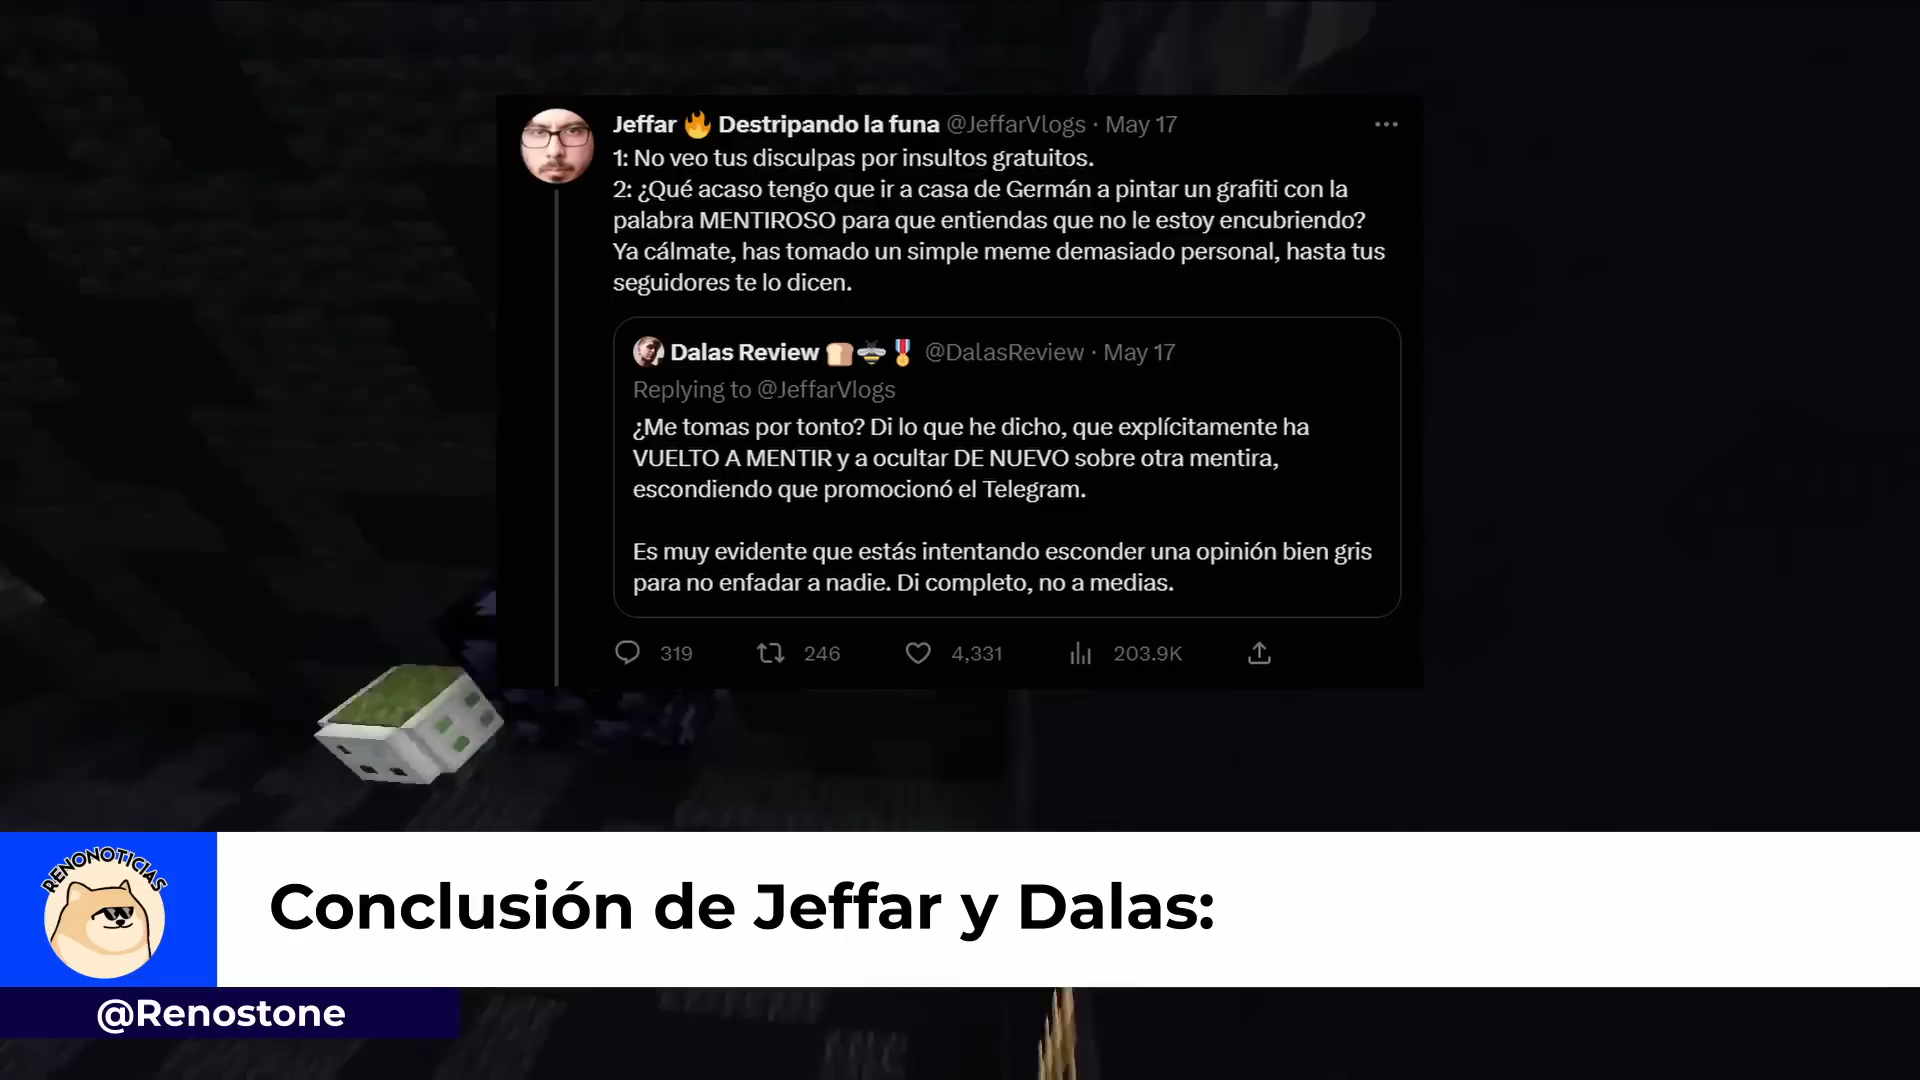 Jeffar 🔥 Destripando la funa @JeffarVlogs · May 17
1: No veo tus disculpas por insultos gratuitos.
2: ¿Qué acaso tengo que ir a casa de Germán a pintar un grafiti con la
palabra MENTIROSO para que entiendas que no le estoy encubriendo?
Ya cálmate, has tomado un simple meme demasiado personal, hasta tus
seguidores te lo dicen.
Dalas Review 🍞🐝🎖️ @DalasReview · May 17
Replying to @JeffarVlogs
¿Me tomas por tonto? Di lo que he dicho, que explícitamente ha
VUELTO A MENTIR y a ocultar DE NUEVO sobre otra mentira,
escondiendo que promocionó el Telegram.
Es muy evidente que estás intentando esconder una opinión bien gris
para no enfadar a nadie. Di completo, no a medias.
319 246 4,331 203.9K
RENONOTICIAS
Conclusión de Jeffar y Dalas:
@Renostone